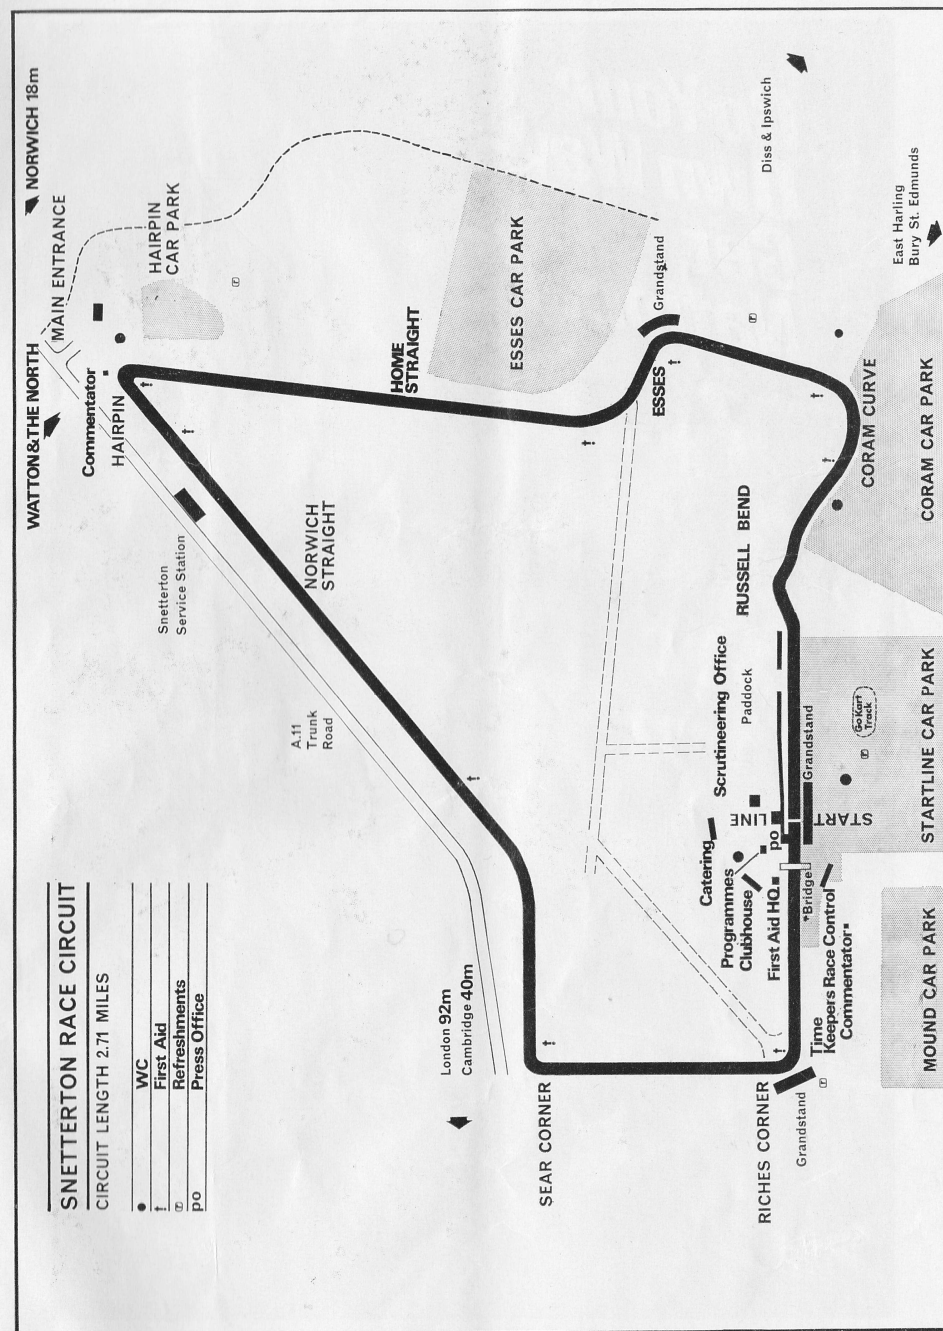 SNETTERTON RACE CIRCUIT
CIRCUIT LENGTH 2.71 MILES
● WC
† First Aid
Refreshments
po Press Office
WATTON & THE NORTH
NORWICH 18m
MAIN ENTRANCE
Commentator
HAIRPIN
HAIRPIN
CAR PARK
Snetterton
Service Station
A.11
Trunk
Road
NORWICH
STRAIGHT
HOME
STRAIGHT
ESSES CAR PARK
Grandstand
ESSES
Diss & Ipswich
East Harling
Bury St. Edmunds
London 92m
Cambridge 40m
SEAR CORNER
RICHES CORNER
Grandstand
Catering
Programmes
Clubhouse
First Aid HQ.
Scrutineering Office
Paddock
RUSSELL BEND
CORAM CURVE
CORAM CAR PARK
po
START
LINE
Grandstand
Go Kart
Track
Bridge
Time
Keepers Race Control
Commentator
STARTLINE CAR PARK
MOUND CAR PARK